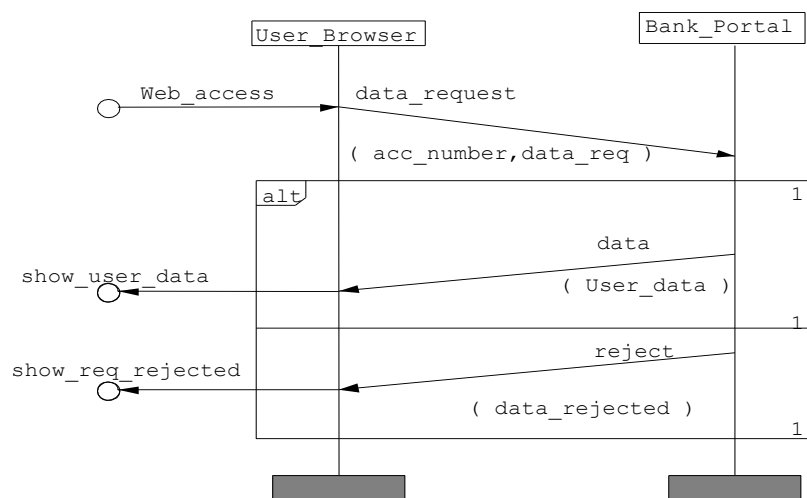 User_Browser
Bank_Portal
Web_access
data_request
( acc_number,data_req )
alt
1
data
show_user_data
( User_data )
1
reject
show_req_rejected
( data_rejected )
1